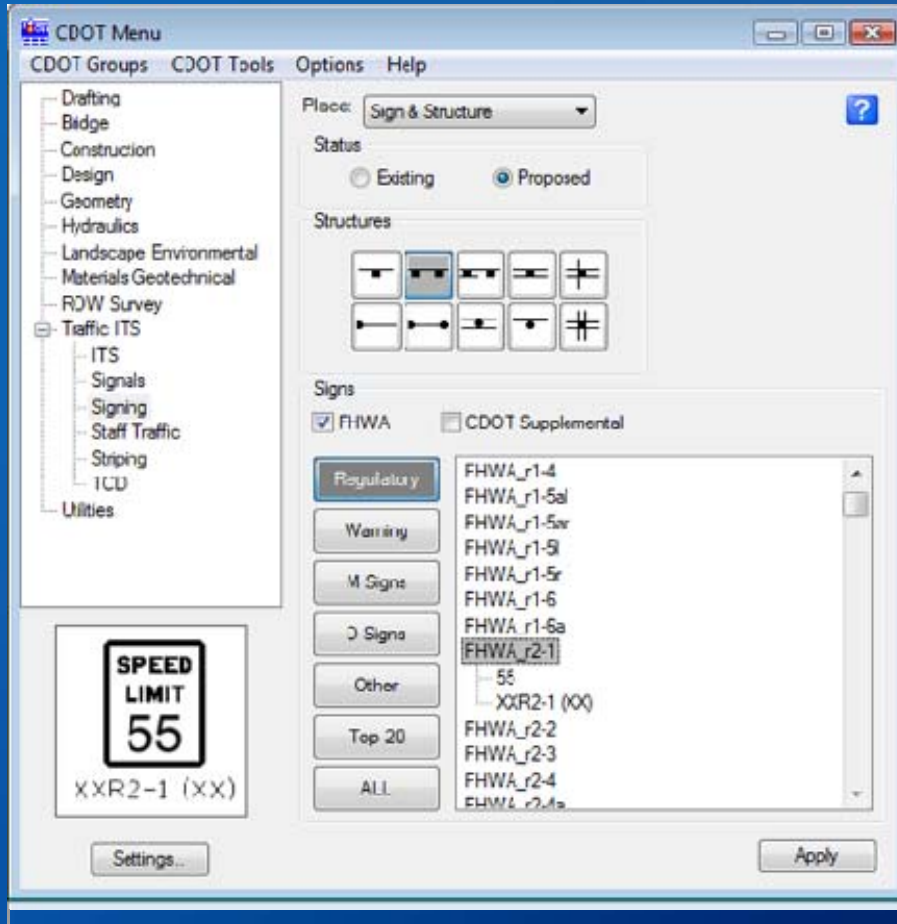 CDOT Menu
CDOT Groups CDOT Tools Options Help
Drafting
Bridge
Construction
Design
Geometry
Hydraulics
Landscape Environmental
Materials Geotechnical
ROW Survey
Traffic ITS
ITS
Signals
Signing
Staff Traffic
Striping
TCD
Utilities
Place: Sign & Structure
?
Status
Existing Proposed
Structures
Signs
FHWA CDOT Supplemental
Regulatory
Warning
M Signs
D Signs
Other
Top 20
ALL
FHWA_r1-4
FHWA_r1-5al
FHWA_r1-5ar
FHWA_r1-5l
FHWA_r1-5r
FHWA_r1-6
FHWA_r1-6a
FHWA_r2-1
55
XXR2-1 (XX)
FHWA_r2-2
FHWA_r2-3
FHWA_r2-4
FHWA_r2-4a
SPEED
LIMIT
55
XXR2-1 (XX)
Settings...
Apply